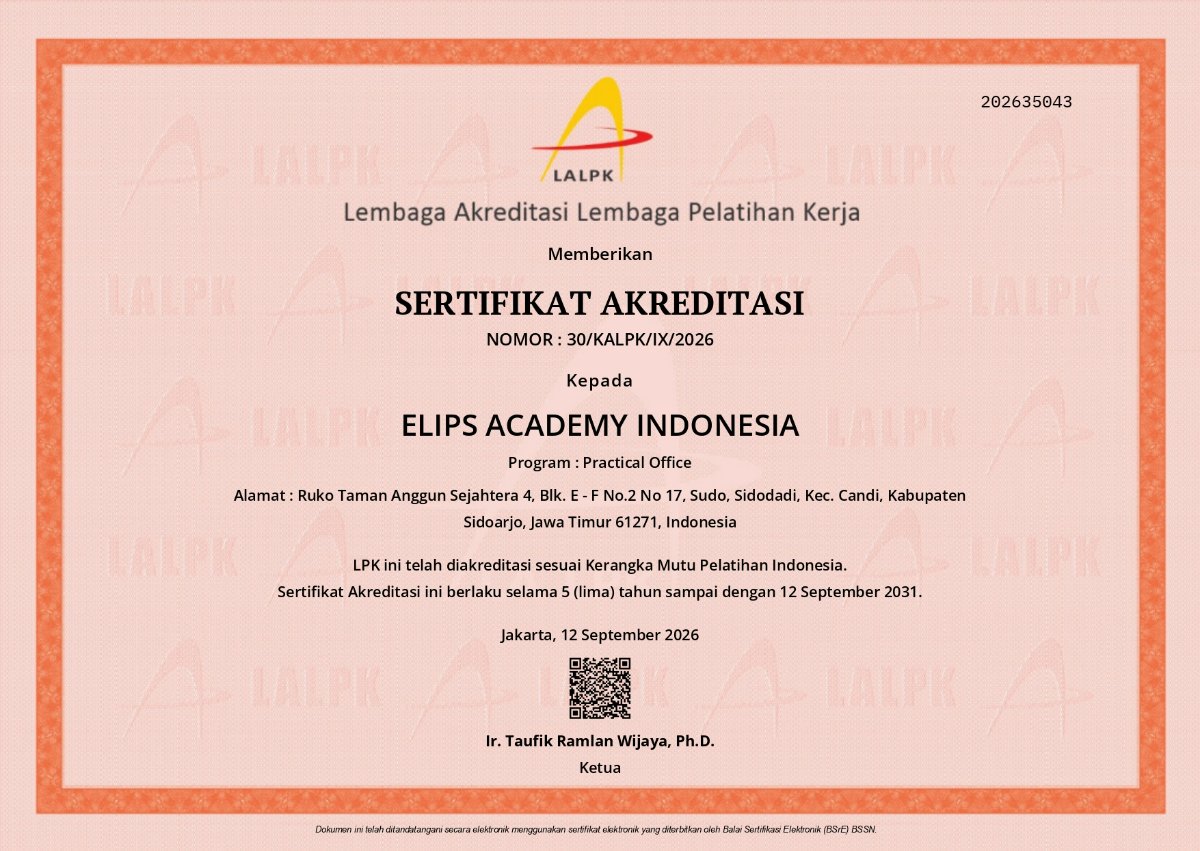 202635043
LALPK
Lembaga Akreditasi Lembaga Pelatihan Kerja
Memberikan
SERTIFIKAT AKREDITASI
NOMOR : 30/KALPK/IX/2026
Kepada
ELIPS ACADEMY INDONESIA
Program : Practical Office
Alamat : Ruko Taman Anggun Sejahtera 4, Blk. E - F No.2 No 17, Sudo, Sidodadi, Kec. Candi, Kabupaten
Sidoarjo, Jawa Timur 61271, Indonesia
LPK ini telah diakreditasi sesuai Kerangka Mutu Pelatihan Indonesia.
Sertifikat Akreditasi ini berlaku selama 5 (lima) tahun sampai dengan 12 September 2031.
Jakarta, 12 September 2026
Ir. Taufik Ramlan Wijaya, Ph.D.
Ketua
Dokumen ini telah ditandatangani secara elektronik menggunakan sertifikat elektronik yang diterbitkan oleh Balai Sertifikasi Elektronik (BSrE) BSSN.